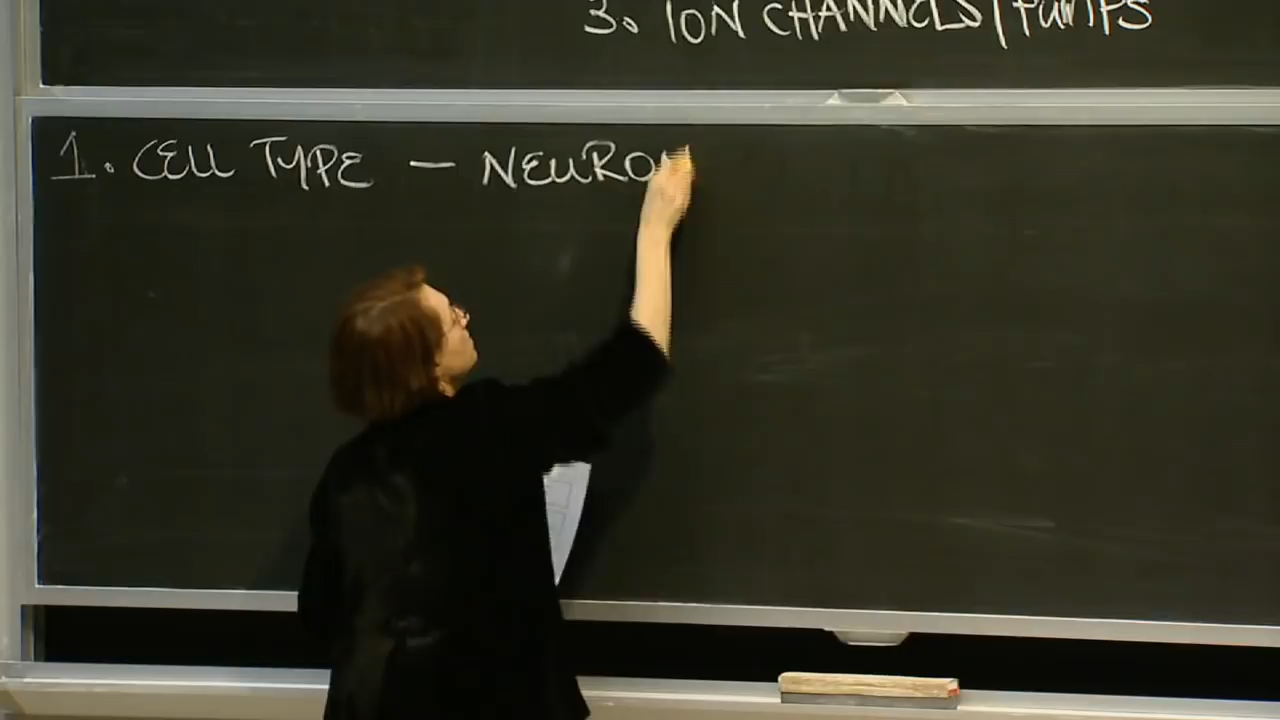 3. ION CHANNELS/PUMPS
1. CELL TYPE — NEURO